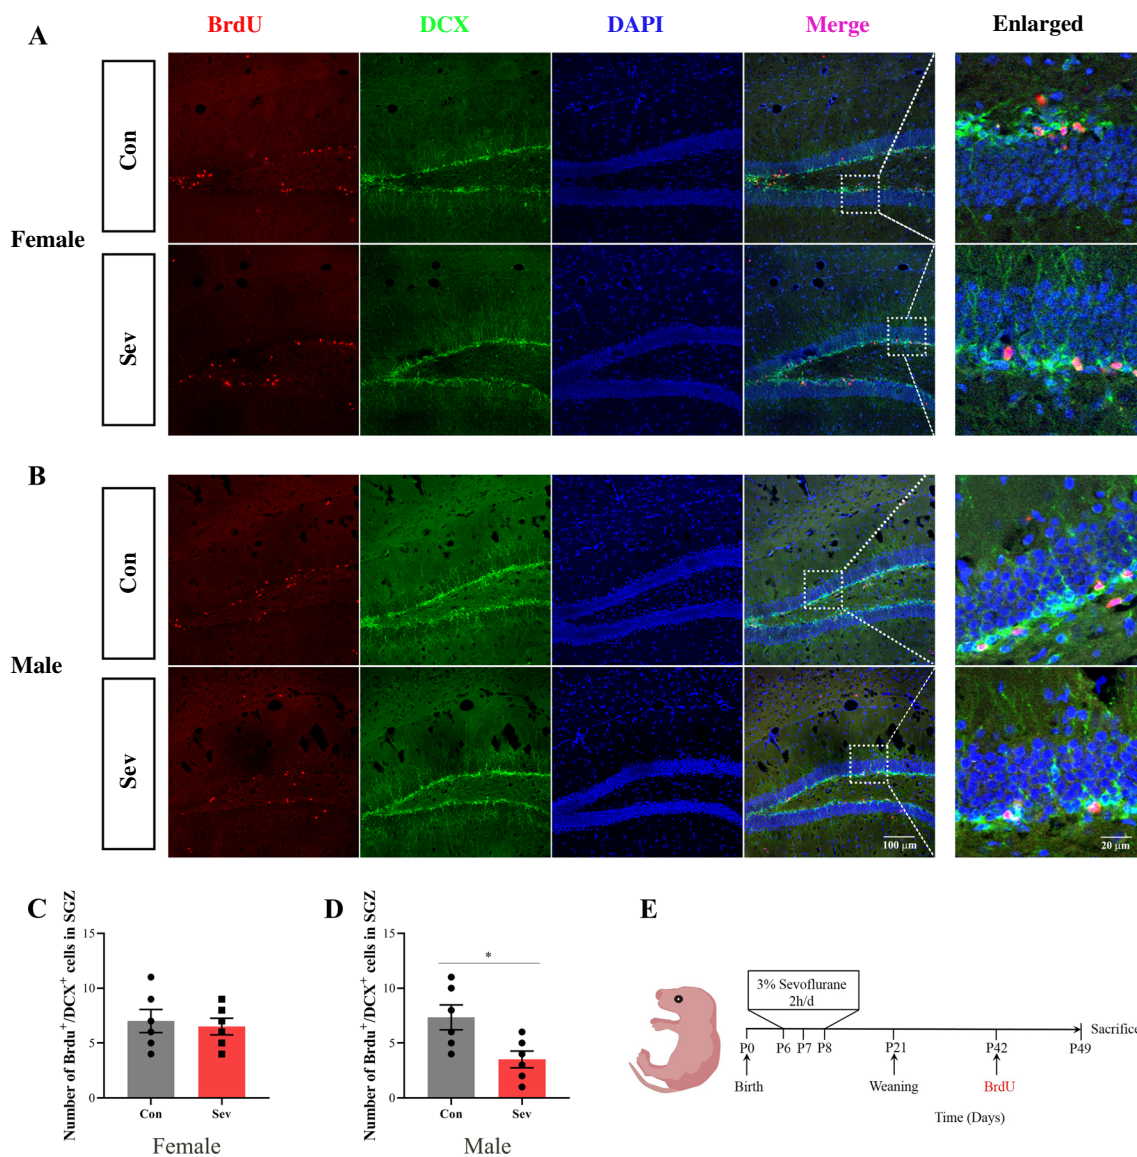 A
BrdU
DCX
DAPI
Merge
Enlarged
Female
Con
Sev
B
Male
Con
Sev
100 μm
20 μm
C
Number of Brdu+/DCX+ cells in SGZ
15
10
5
0
Con
Sev
Female
D
Number of Brdu+/DCX+ cells in SGZ
15
10
5
0
*
Con
Sev
Male
E
3% Sevoflurane
2h/d
Sacrifice
P0
P6
P7
P8
P21
P42
P49
Birth
Weaning
BrdU
Time (Days)